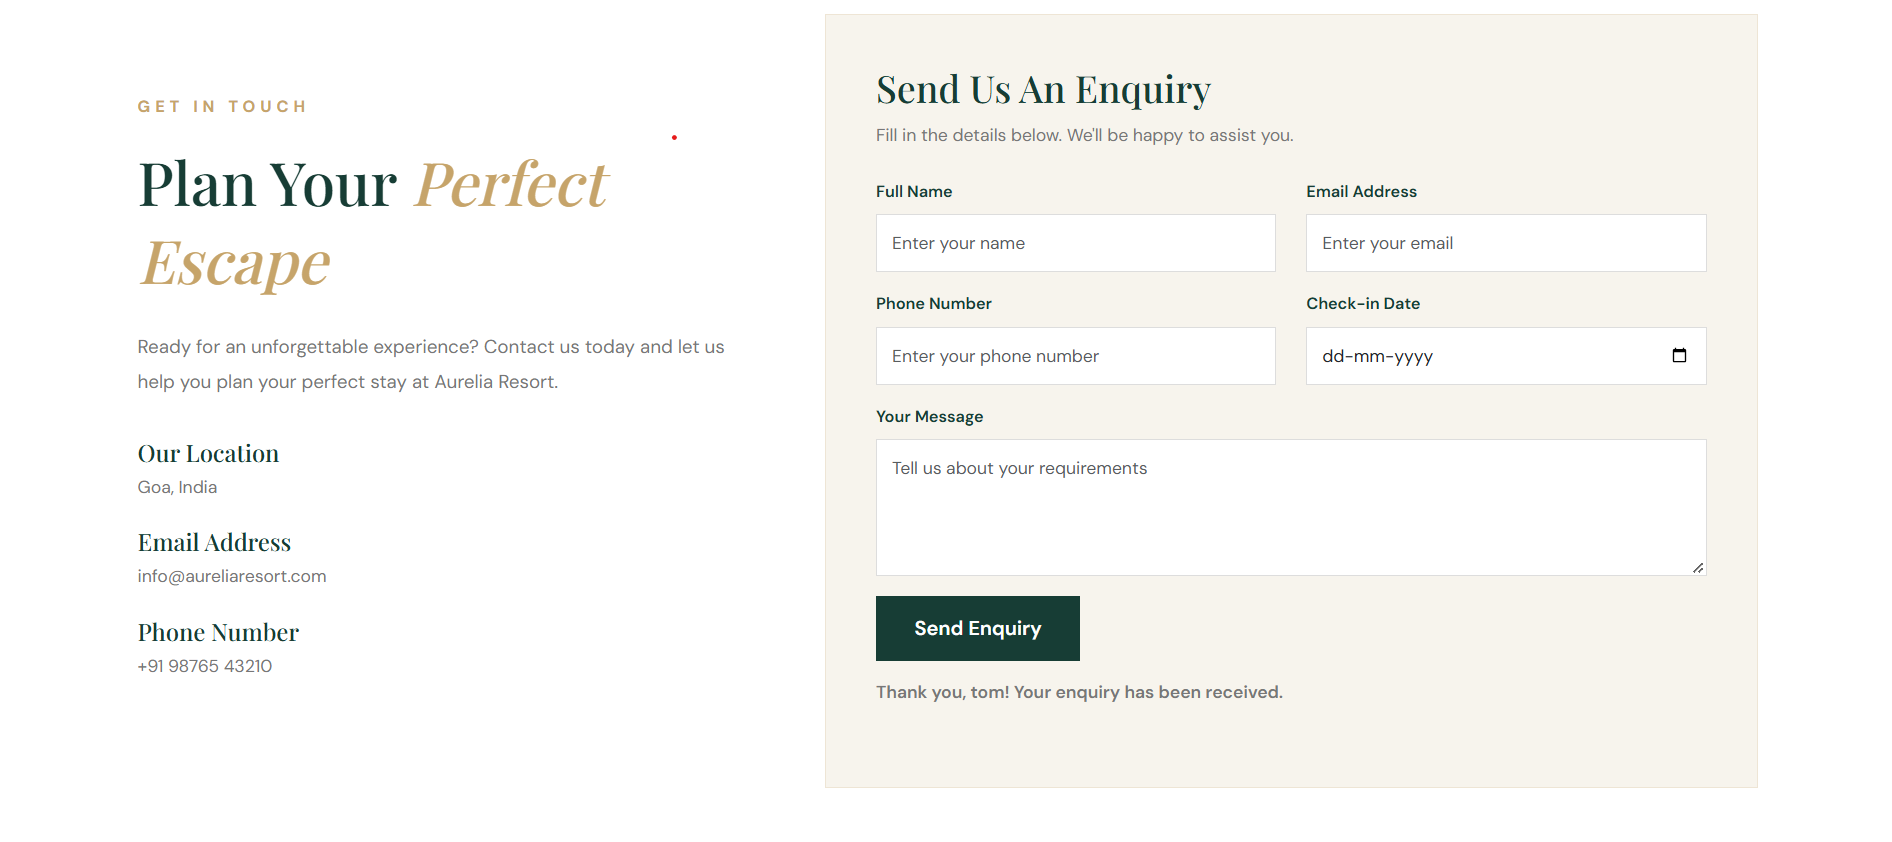 GET IN TOUCH
Plan Your Perfect
Escape
Ready for an unforgettable experience? Contact us today and let us
help you plan your perfect stay at Aurelia Resort.
Our Location
Goa, India
Email Address
info@aureliaresort.com
Phone Number
+91 98765 43210
Send Us An Enquiry
Fill in the details below. We'll be happy to assist you.
Full Name
Enter your name
Email Address
Enter your email
Phone Number
Enter your phone number
Check-in Date
dd-mm-yyyy
Your Message
Tell us about your requirements
Send Enquiry
Thank you, tom! Your enquiry has been received.